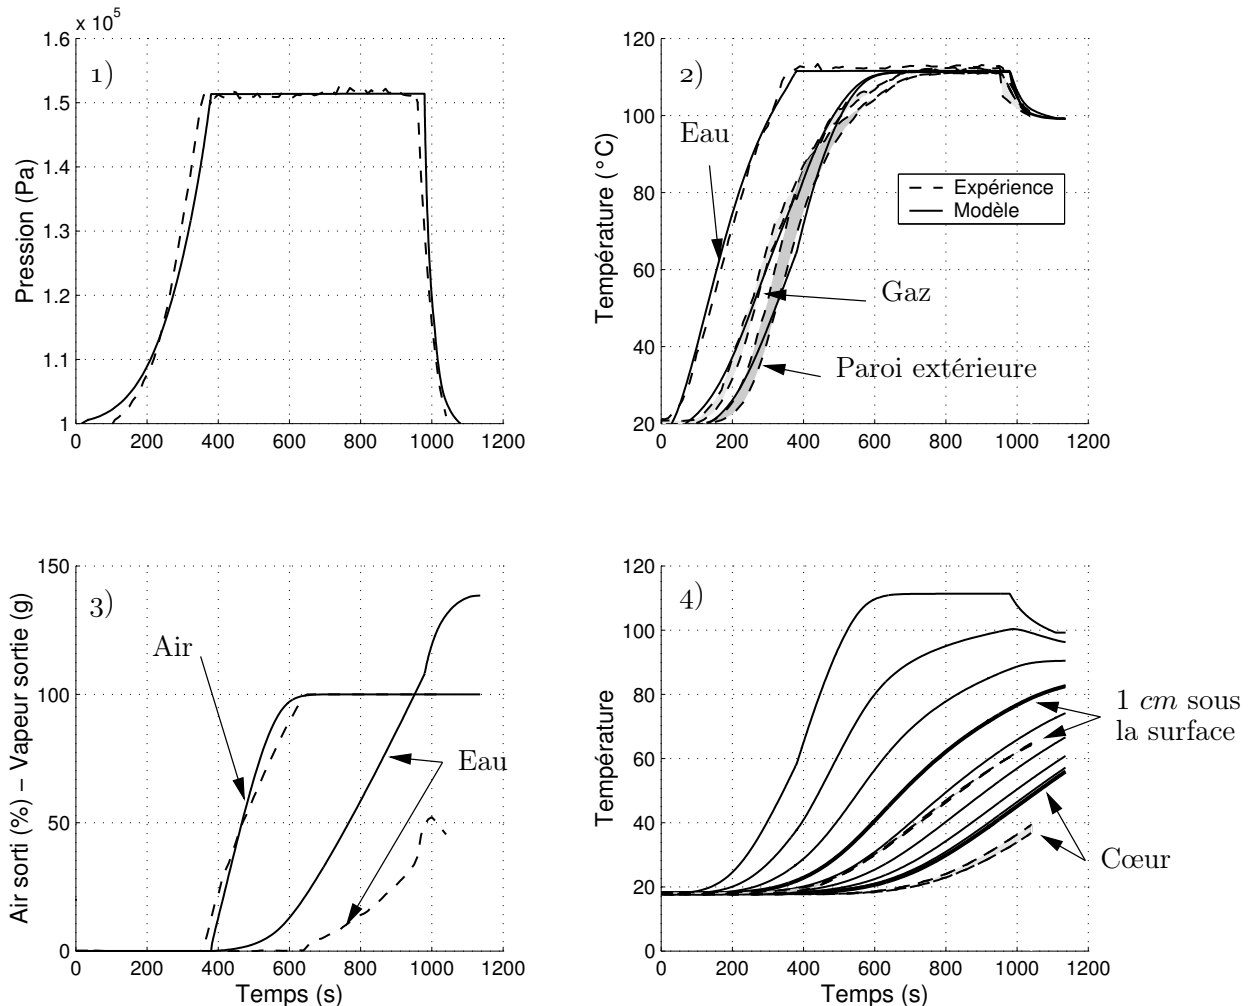 x 10⁵
1.6
1.5
1.4
1.3
1.2
1.1
1
0 200 400 600 800 1000 1200
Pression (Pa)
1)
120
100
80
60
40
20
0 200 400 600 800 1000 1200
Température (°C)
2)
Eau
Expérience
Modèle
Gaz
Paroi extérieure
150
100
50
0
0 200 400 600 800 1000 1200
Temps (s)
Air sorti (%) – Vapeur sortie (g)
3)
Air
Eau
120
100
80
60
40
20
0
0 200 400 600 800 1000 1200
Temps (s)
Température
4)
1 cm sous
la surface
Cœur